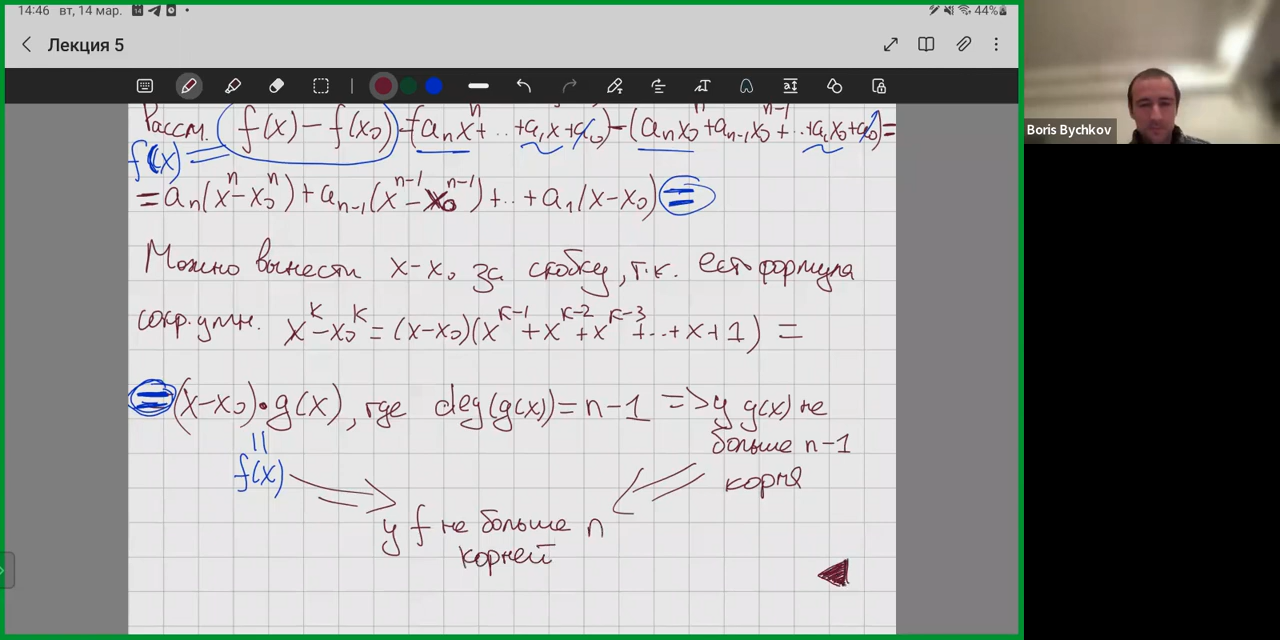 14:46 вт, 14 мар. 44%
Лекция 5
Boris Bychkov
Рассм. f(x) − f(x₀) = (aₙxⁿ + .. + a₁x + a₀) − (aₙx₀ⁿ + aₙ₋₁x₀ⁿ⁻¹ + .. + a₁x₀ + a₀) =
f(x) =
= aₙ(xⁿ − x₀ⁿ) + aₙ₋₁(xⁿ⁻¹ − x₀ⁿ⁻¹) + .. + a₁(x − x₀) =
Можно вынести x − x₀ за скобку, т.к. есть формула
сокр. умн. xᵏ − x₀ᵏ = (x − x₀)(xᵏ⁻¹ + xᵏ⁻² + xᵏ⁻³ + .. + x + 1) =
= (x − x₀) · g(x), где deg(g(x)) = n − 1 => у g(x) не
больше n − 1
корня
||
f(x)
у f не больше n
корней